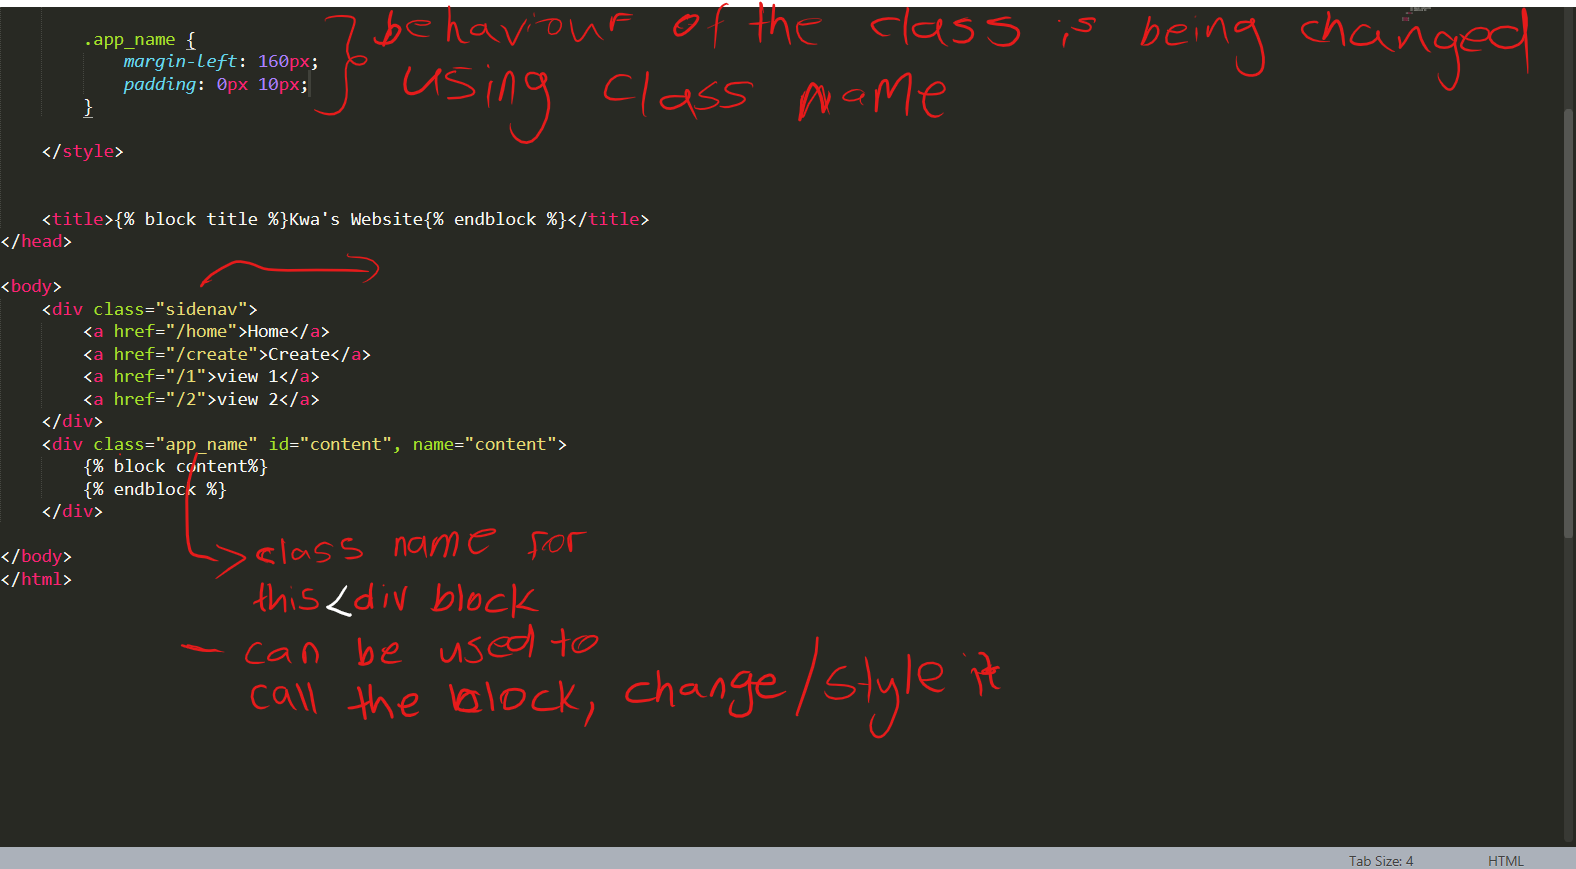 behaviour of the class is being changed
.app_name {
margin-left: 160px;
padding: 0px 10px;
using class name
}
</style>
<title>{% block title %}Kwa's Website{% endblock %}</title>
</head>
<body>
<div class="sidenav">
<a href="/home">Home</a>
<a href="/create">Create</a>
<a href="/1">view 1</a>
<a href="/2">view 2</a>
</div>
<div class="app_name" id="content", name="content">
{% block content%}
{% endblock %}
</div>
class name for
</body>
</html>
this <div block
- can be used to
call the block, change/style it
Tab Size: 4 HTML